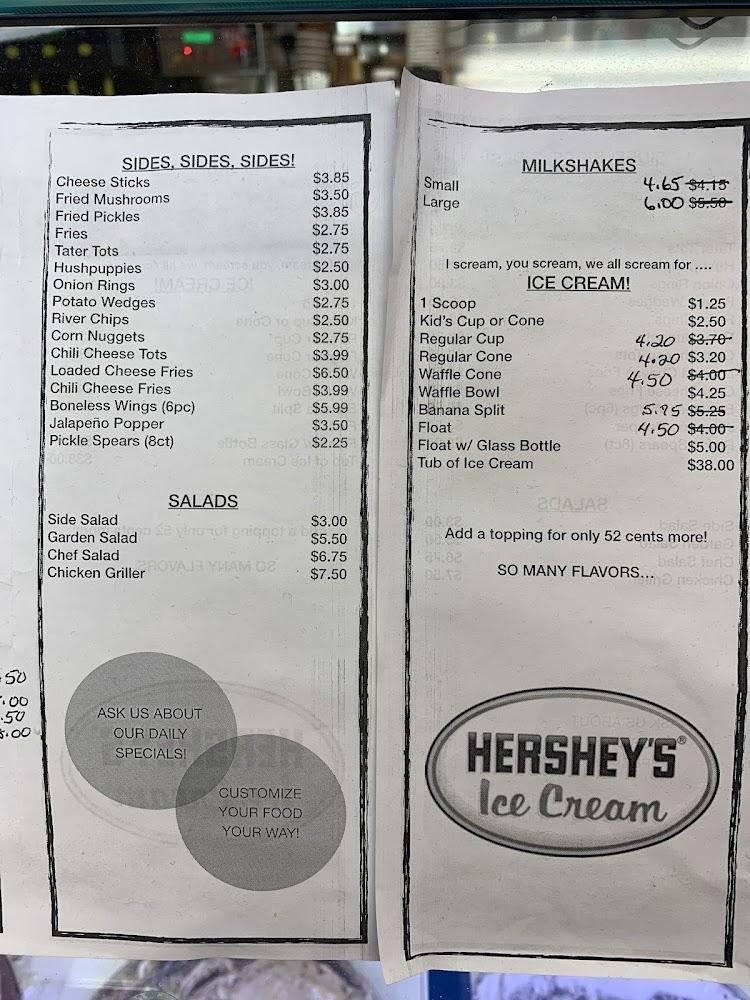 SIDES, SIDES, SIDES!
Cheese Sticks $3.85
Fried Mushrooms $3.50
Fried Pickles $3.85
Fries $2.75
Tater Tots $2.75
Hushpuppies $2.50
Onion Rings $3.00
Potato Wedges $2.75
River Chips $2.50
Corn Nuggets $2.75
Chili Cheese Tots $3.99
Loaded Cheese Fries $6.50
Chili Cheese Fries $3.99
Boneless Wings (6pc) $5.99
Jalapeño Popper $3.50
Pickle Spears (8ct) $2.25
SALADS
Side Salad $3.00
Garden Salad $5.50
Chef Salad $6.75
Chicken Griller $7.50
ASK US ABOUT
OUR DAILY
SPECIALS!
CUSTOMIZE
YOUR FOOD
YOUR WAY!
MILKSHAKES
Small 4.65 $4.15
Large 6.00 $5.50
I scream, you scream, we all scream for ....
ICE CREAM!
1 Scoop $1.25
Kid's Cup or Cone $2.50
Regular Cup 4.20 $3.70
Regular Cone 4.20 $3.20
Waffle Cone 4.50 $4.00
Waffle Bowl $4.25
Banana Split 5.95 $5.25
Float 4.50 $4.00
Float w/ Glass Bottle $5.00
Tub of Ice Cream $38.00
Add a topping for only 52 cents more!
SO MANY FLAVORS...
HERSHEY'S®
Ice Cream